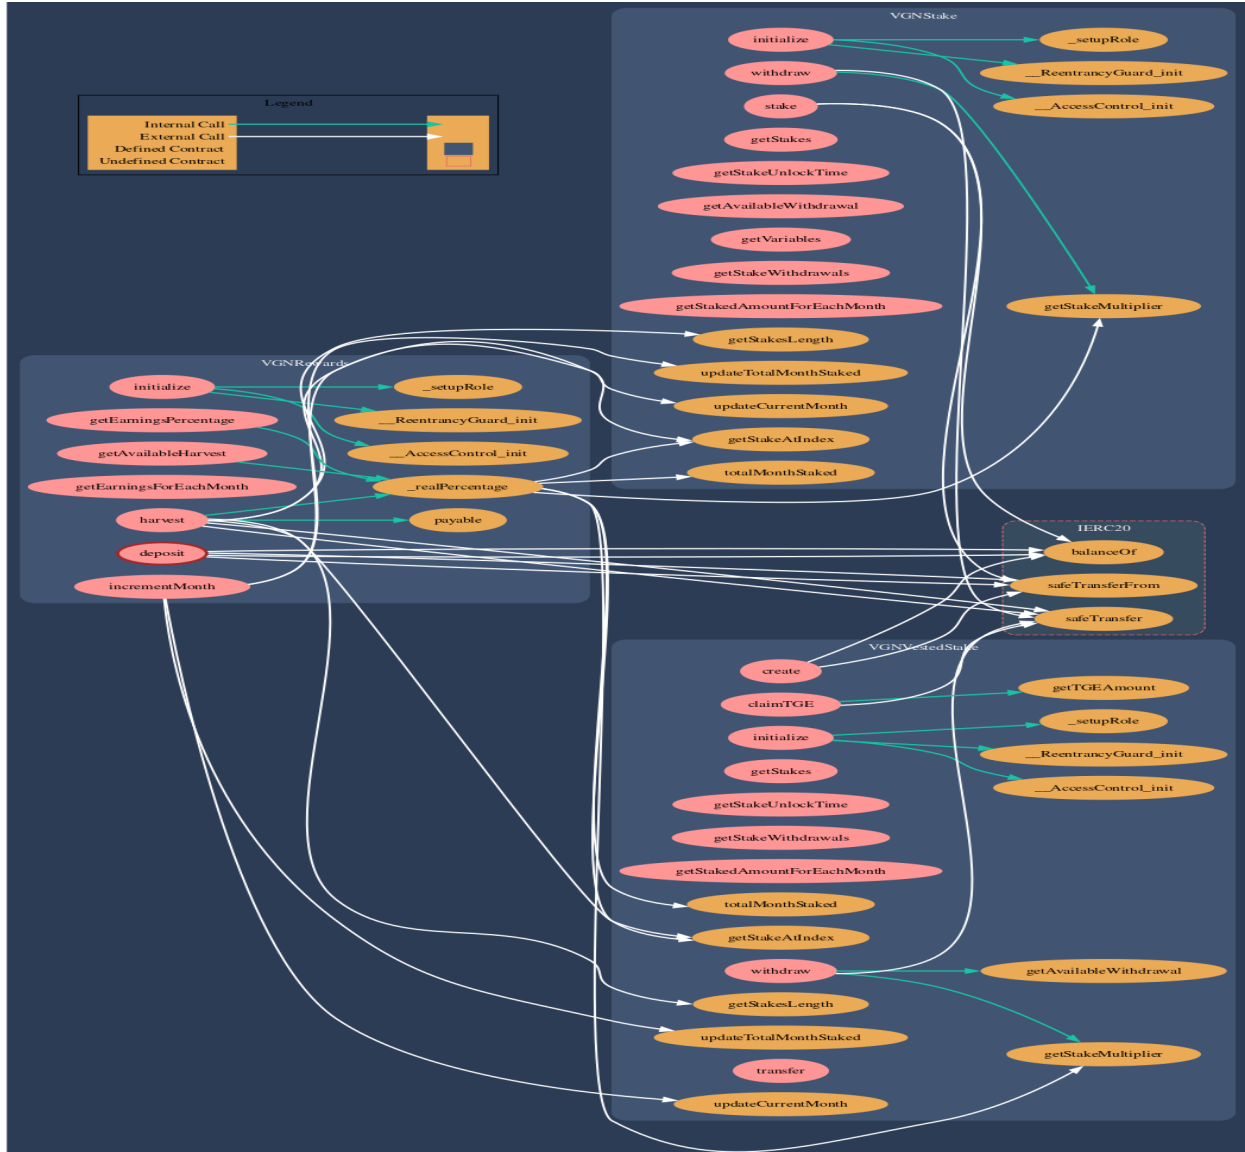 VGNStake
initialize
_setupRole
withdraw
__ReentrancyGuard_init
stake
__AccessControl_init
getStakes
getStakeUnlockTime
getAvailableWithdrawal
getVariables
getStakeWithdrawals
getStakedAmountForEachMonth
getStakeMultiplier
getStakesLength
updateTotalMonthStaked
updateCurrentMonth
getStakeAtIndex
totalMonthStaked
Legend
Internal Call
External Call
Defined Contract
Undefined Contract
VGNRewards
initialize
_setupRole
getEarningsPercentage
__ReentrancyGuard_init
getAvailableHarvest
__AccessControl_init
getEarningsForEachMonth
_realPercentage
harvest
payable
deposit
incrementMonth
IERC20
balanceOf
safeTransferFrom
safeTransfer
VGNVestedStake
create
getTGEAmount
claimTGE
_setupRole
initialize
__ReentrancyGuard_init
getStakes
__AccessControl_init
getStakeUnlockTime
getStakeWithdrawals
getStakedAmountForEachMonth
totalMonthStaked
getStakeAtIndex
withdraw
getAvailableWithdrawal
getStakesLength
updateTotalMonthStaked
getStakeMultiplier
transfer
updateCurrentMonth